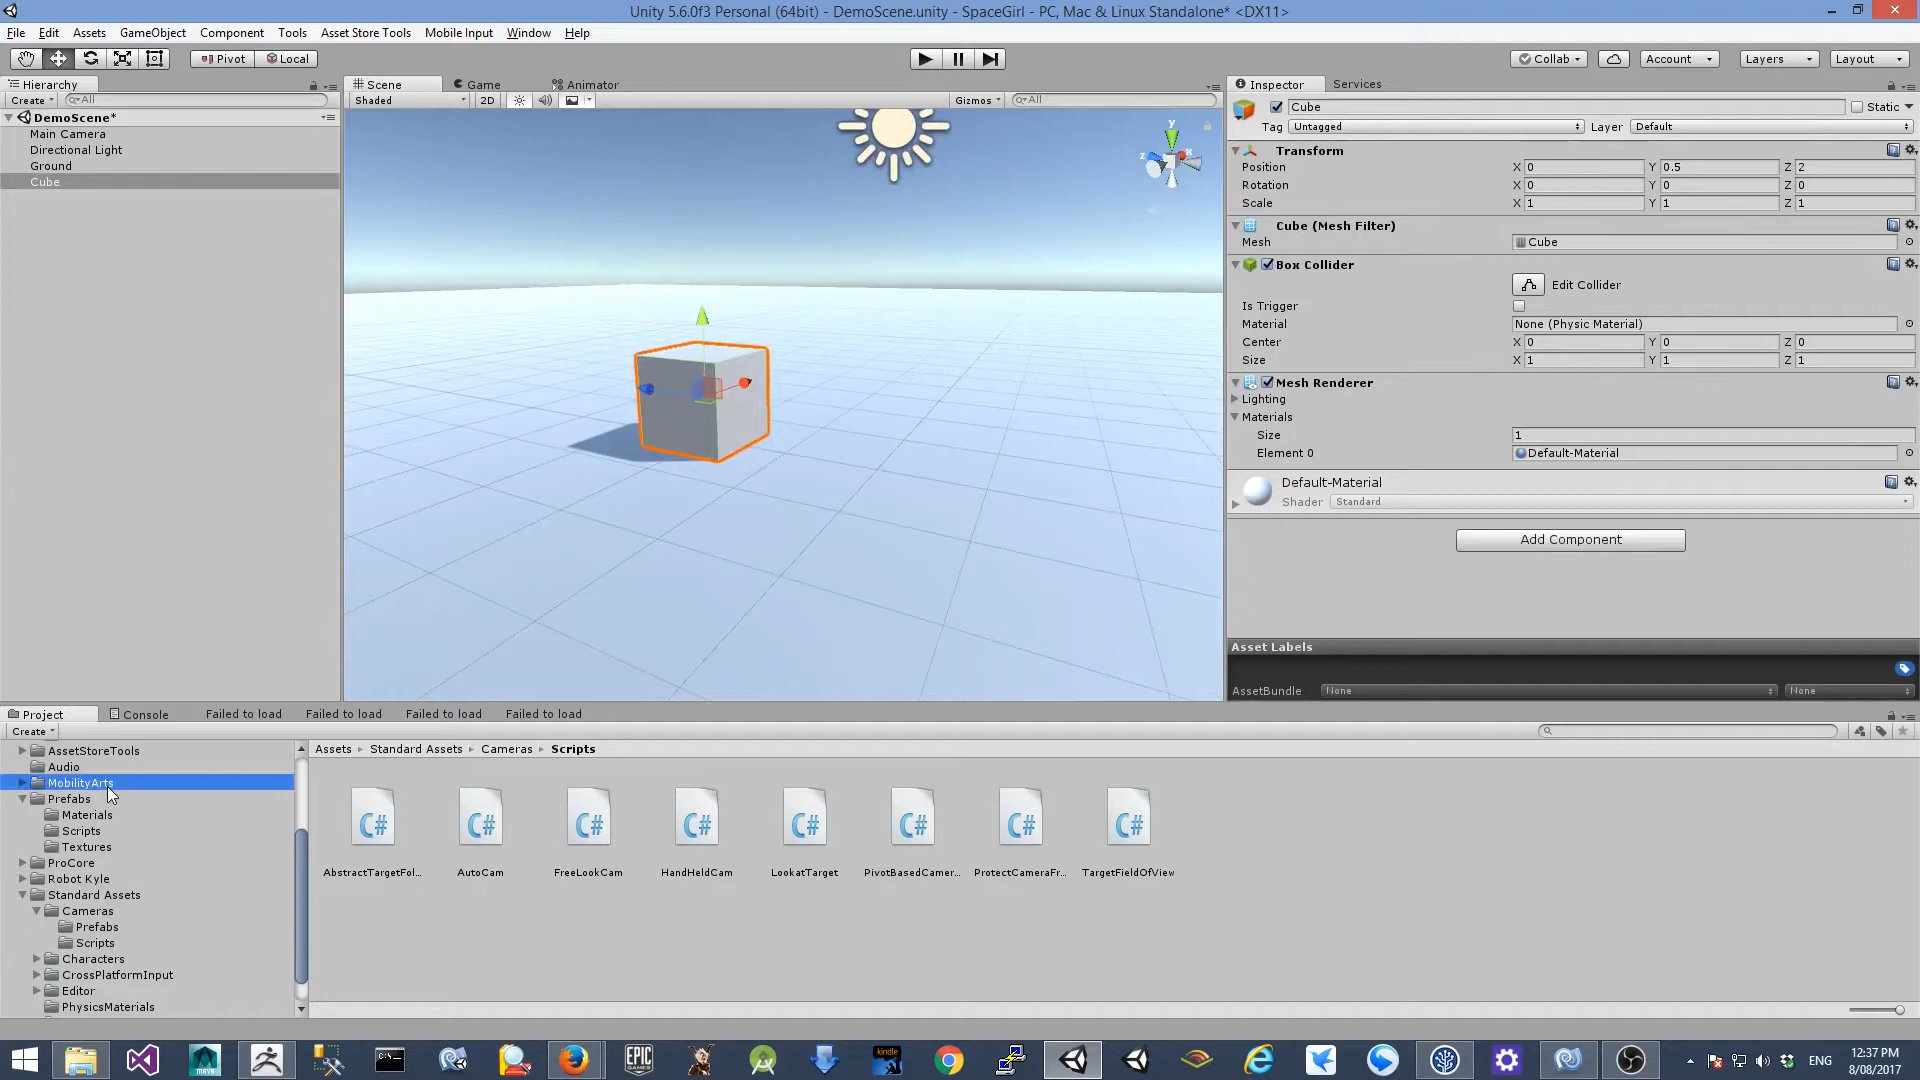 Unity 5.6.0f3 Personal (64bit) - DemoScene.unity - SpaceGirl - PC, Mac & Linux Standalone* <DX11>
File Edit Assets GameObject Component Tools Asset Store Tools Mobile Input Window Help
Pivot Local Collab Account Layers Layout
Hierarchy Scene Game Animator Inspector Services
Create All Shaded 2D Gizmos All
Cube Static
Tag Untagged Layer Default
DemoScene*
Main Camera
Directional Light
Ground
Cube
y
z x
Transform
Position X 0 Y 0.5 Z 2
Rotation X 0 Y 0 Z 0
Scale X 1 Y 1 Z 1
Cube (Mesh Filter)
Mesh Cube
Box Collider
Edit Collider
Is Trigger
Material None (Physic Material)
Center X 0 Y 0 Z 0
Size X 1 Y 1 Z 1
Mesh Renderer
Lighting
Materials
Size 1
Element 0 Default-Material
Default-Material
Shader Standard
Add Component
Asset Labels
AssetBundle None None
Project Console Failed to load Failed to load Failed to load Failed to load
Create
AssetStoreTools
Audio
MobilityArts
Prefabs
Materials
Scripts
Textures
ProCore
Robot Kyle
Standard Assets
Cameras
Prefabs
Scripts
Characters
CrossPlatformInput
Editor
PhysicsMaterials
Assets Standard Assets Cameras Scripts
C# C# C# C# C# C# C# C#
AbstractTargetFol... AutoCam FreeLookCam HandHeldCam LookatTarget PivotBasedCamer... ProtectCameraFr... TargetFieldOfView
MAYA
C:\
EPIC GAMES
kindle
ENG
12:37 PM
8/08/2017